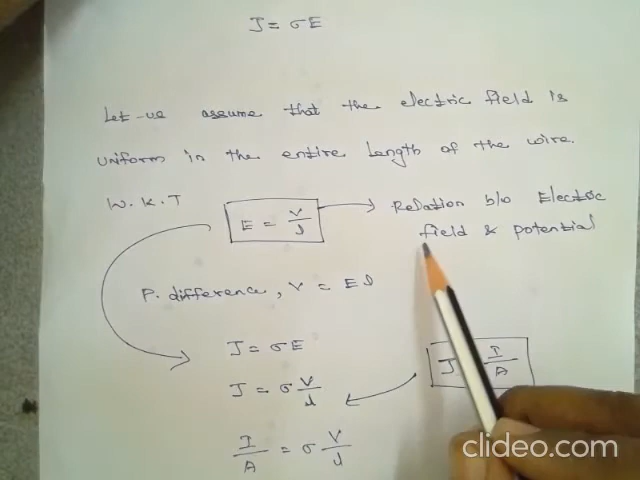 J = σE
Let us assume that the electric field is
uniform in the entire length of the wire.
W.K.T
E = V/l → Relation b/w Electric
field & potential
P. difference, V = El
J = σE
J = σ V/l
J = I/A
I/A = σ V/l
clideo.com